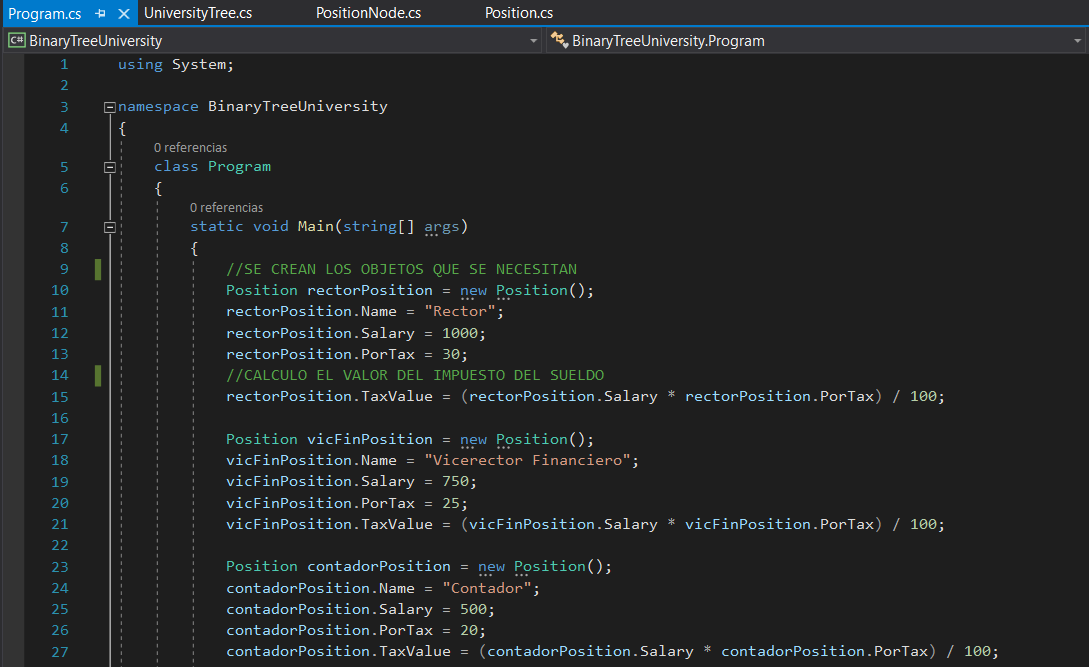 Program.cs UniversityTree.cs PositionNode.cs Position.cs
C# BinaryTreeUniversity BinaryTreeUniversity.Program
1 using System;
2
3 namespace BinaryTreeUniversity
4 {
0 referencias
5 class Program
6 {
0 referencias
7 static void Main(string[] args)
8 {
9 //SE CREAN LOS OBJETOS QUE SE NECESITAN
10 Position rectorPosition = new Position();
11 rectorPosition.Name = "Rector";
12 rectorPosition.Salary = 1000;
13 rectorPosition.PorTax = 30;
14 //CALCULO EL VALOR DEL IMPUESTO DEL SUELDO
15 rectorPosition.TaxValue = (rectorPosition.Salary * rectorPosition.PorTax) / 100;
16
17 Position vicFinPosition = new Position();
18 vicFinPosition.Name = "Vicerector Financiero";
19 vicFinPosition.Salary = 750;
20 vicFinPosition.PorTax = 25;
21 vicFinPosition.TaxValue = (vicFinPosition.Salary * vicFinPosition.PorTax) / 100;
22
23 Position contadorPosition = new Position();
24 contadorPosition.Name = "Contador";
25 contadorPosition.Salary = 500;
26 contadorPosition.PorTax = 20;
27 contadorPosition.TaxValue = (contadorPosition.Salary * contadorPosition.PorTax) / 100;